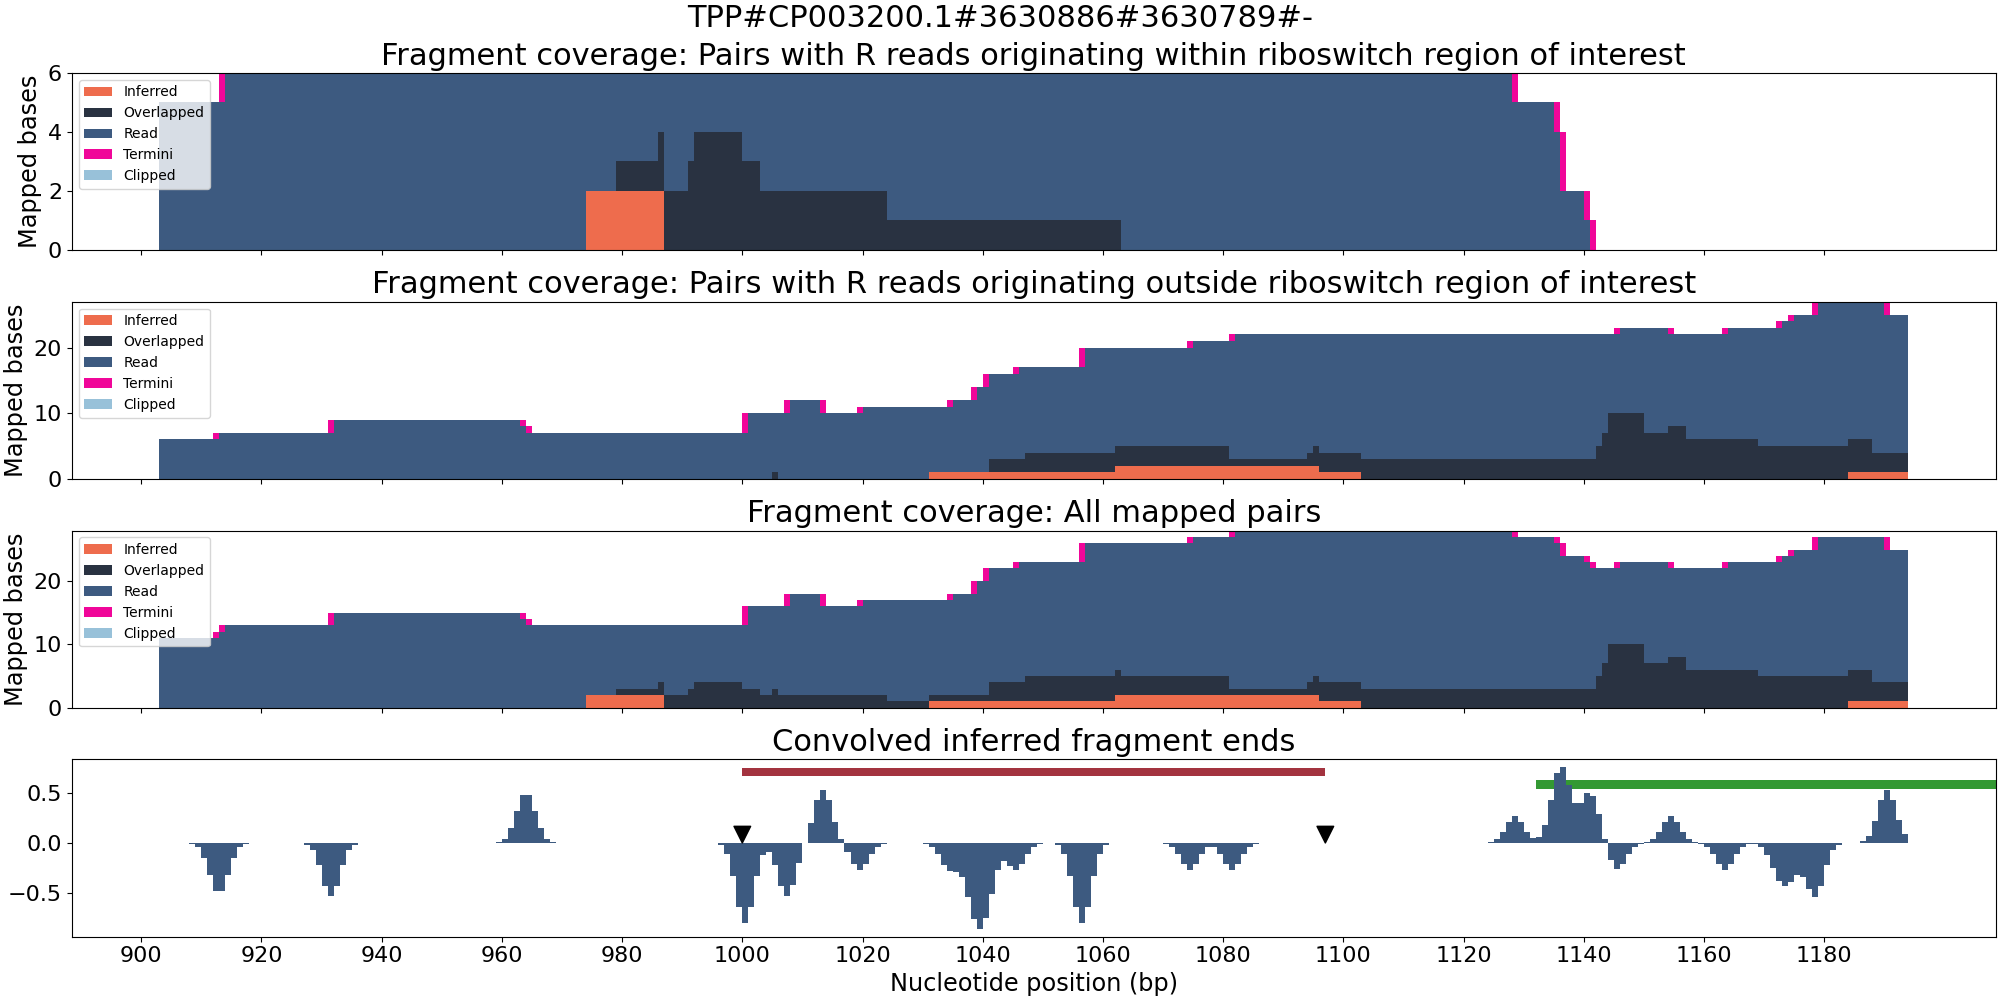 TPP#CP003200.1#3630886#3630789#-
Fragment coverage: Pairs with R reads originating within riboswitch region of interest
Mapped bases
6
4
2
0
Inferred
Overlapped
Read
Termini
Clipped
Fragment coverage: Pairs with R reads originating outside riboswitch region of interest
Mapped bases
20
10
0
Inferred
Overlapped
Read
Termini
Clipped
Fragment coverage: All mapped pairs
Mapped bases
20
10
0
Inferred
Overlapped
Read
Termini
Clipped
Convolved inferred fragment ends
0.5
0.0
−0.5
900 920 940 960 980 1000 1020 1040 1060 1080 1100 1120 1140 1160 1180
Nucleotide position (bp)